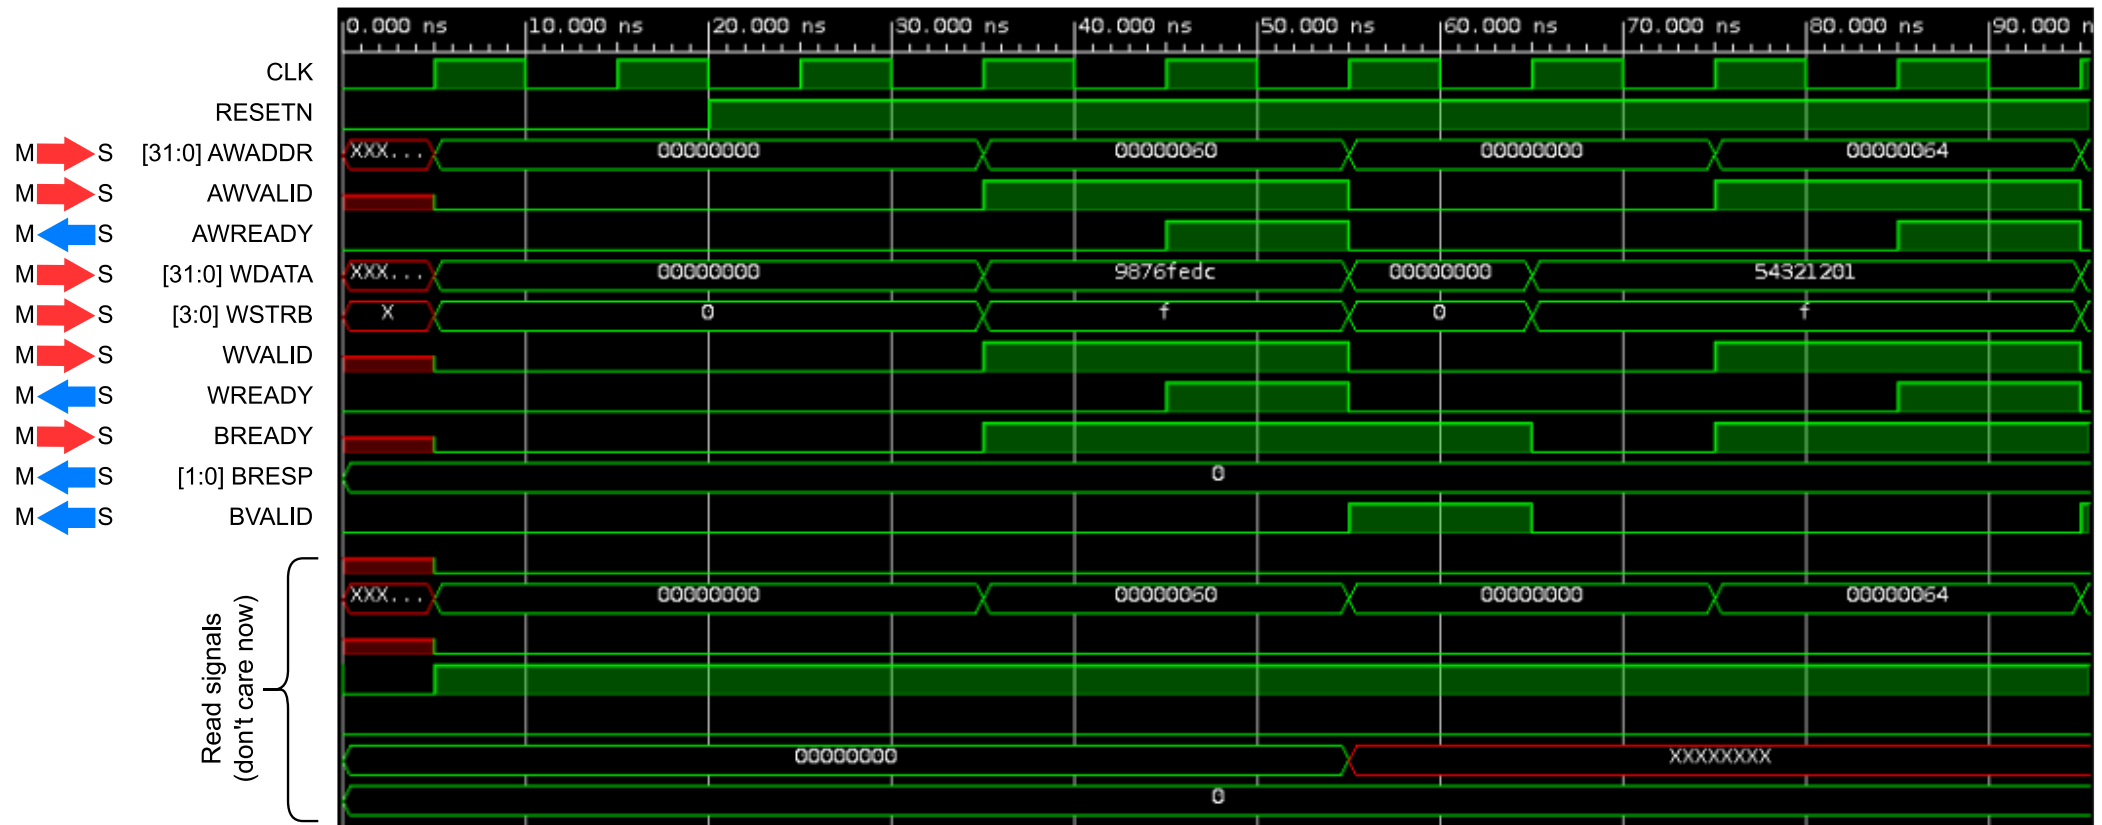 0.000 ns 10.000 ns 20.000 ns 30.000 ns 40.000 ns 50.000 ns 60.000 ns 70.000 ns 80.000 ns 90.000 n
CLK
RESETN
M S [31:0] AWADDR XXX... 00000000 00000060 00000000 00000064
M S AWVALID
M S AWREADY
M S [31:0] WDATA XXX... 00000000 9876fedc 00000000 54321201
M S [3:0] WSTRB X 0 f 0 f
M S WVALID
M S WREADY
M S BREADY
M S [1:0] BRESP 0
M S BVALID
Read signals
(don't care now)
XXX... 00000000 00000060 00000000 00000064
00000000 XXXXXXXX
0